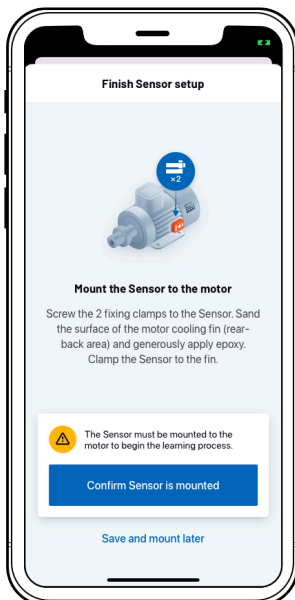 Finish Sensor setup
×2
Mount the Sensor to the motor
Screw the 2 fixing clamps to the Sensor. Sand
the surface of the motor cooling fin (rear-
back area) and generously apply epoxy.
Clamp the Sensor to the fin.
The Sensor must be mounted to the
motor to begin the learning process.
Confirm Sensor is mounted
Save and mount later